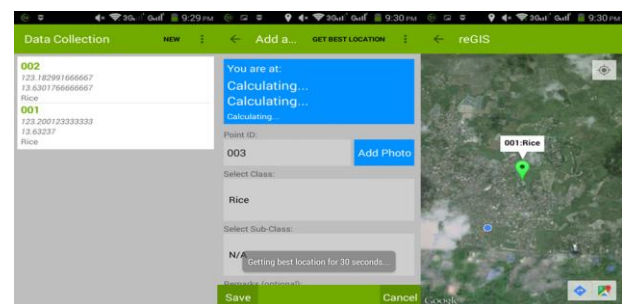 9:29 PM
Data Collection NEW
002
123.182991666667
13.6301766666667
Rice
001
123.200123333333
13.63237
Rice
9:30 PM
Add a... GET BEST LOCATION
You are at:
Calculating...
Calculating...
Calculating...
Point ID:
003 Add Photo
Select Class:
Rice
Select Sub-Class:
N/A
Getting best location for 30 seconds...
Remarks (optional):
Save Cancel
9:30 PM
reGIS
001:Rice
Google